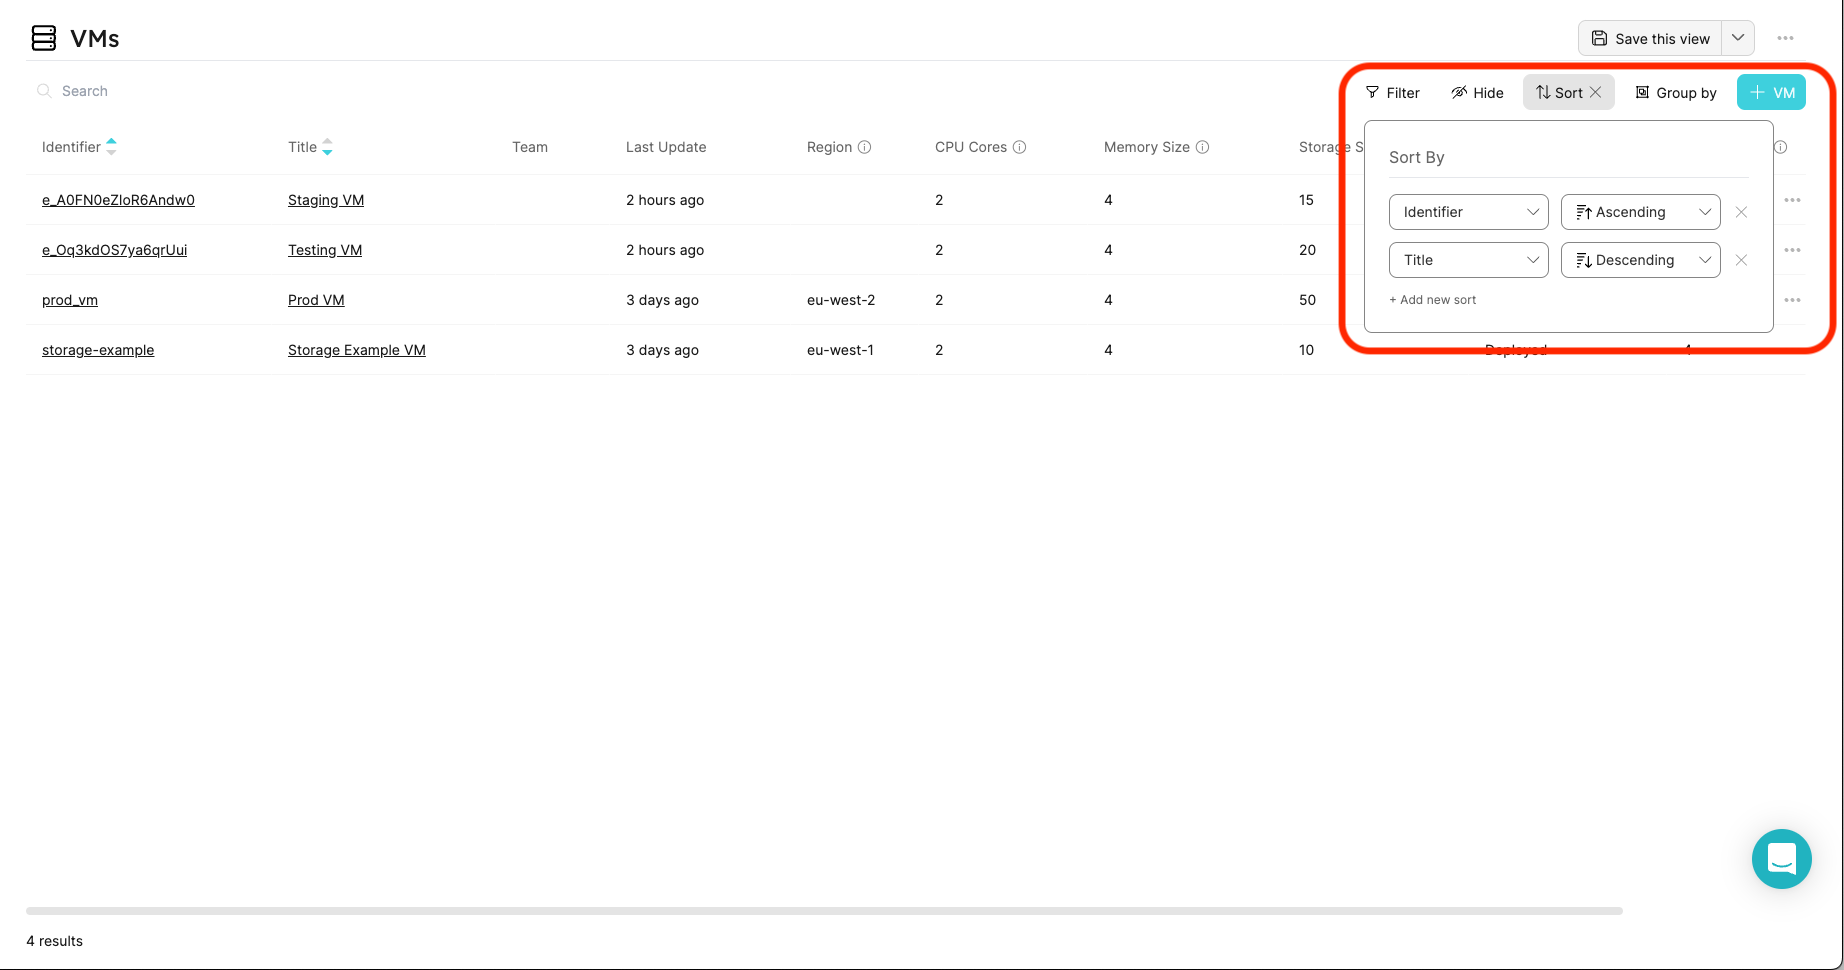 VMs
Save this view
Search
Filter Hide Sort Group by + VM
Identifier Title Team Last Update Region CPU Cores Memory Size Storage S
Sort By
e_A0FN0eZloR6Andw0 Staging VM 2 hours ago 2 4 15
Identifier Ascending
e_Oq3kdOS7ya6qrUui Testing VM 2 hours ago 2 4 20
Title Descending
prod_vm Prod VM 3 days ago eu-west-2 2 4 50
+ Add new sort
storage-example Storage Example VM 3 days ago eu-west-1 2 4 10 Deployed 4
4 results